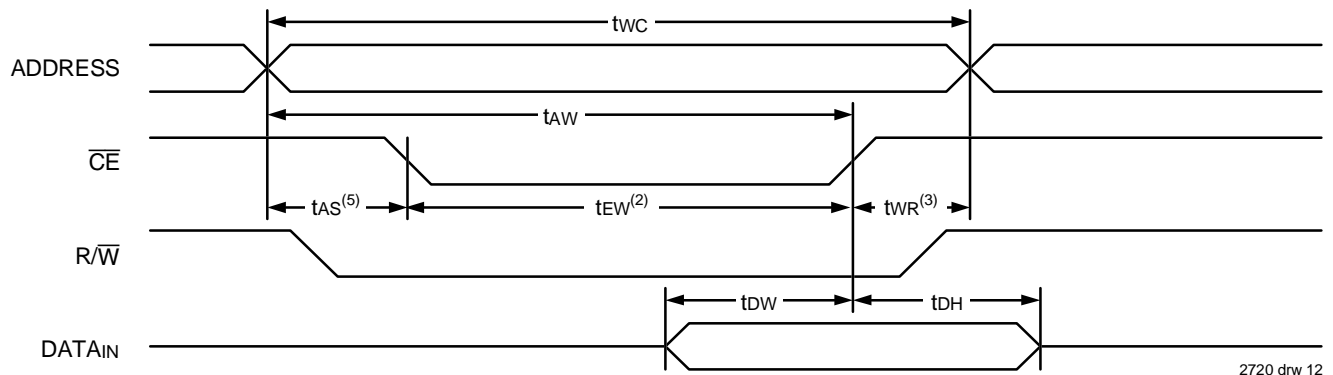 tWC
ADDRESS
tAW
CE
tAS(5) tEW(2) tWR(3)
R/W
tDW tDH
DATAIN
2720 drw 12